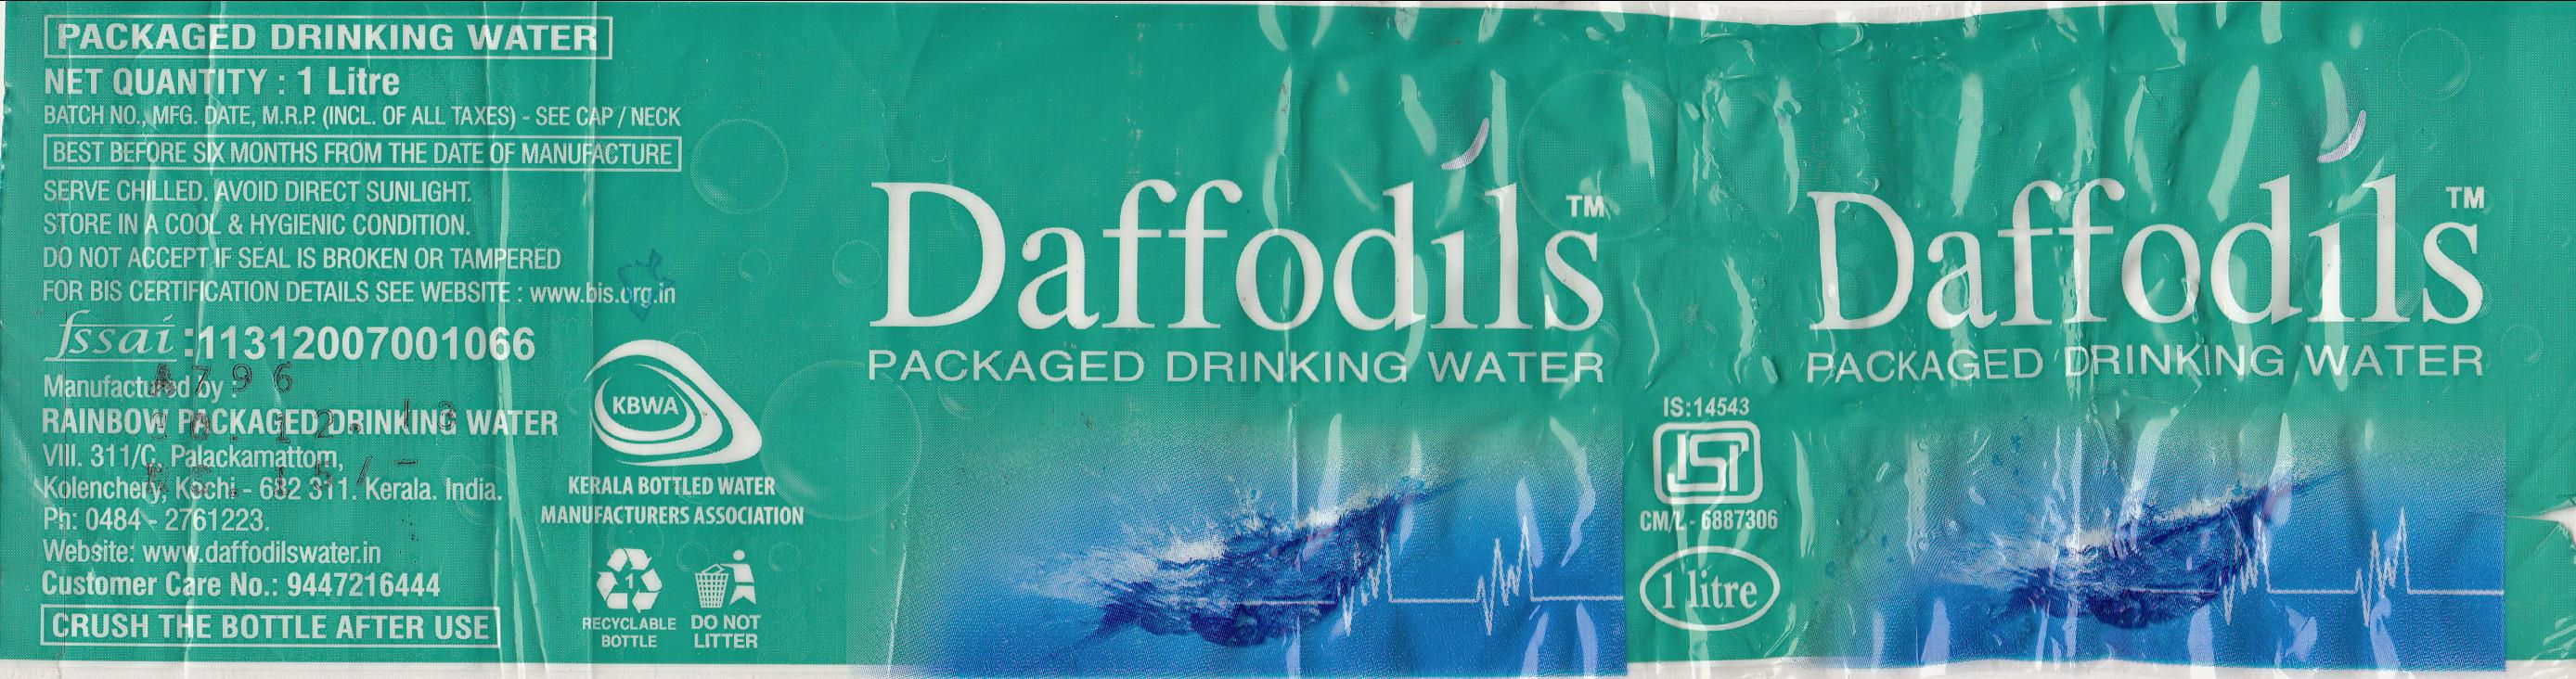 PACKAGED DRINKING WATER
NET QUANTITY : 1 Litre
BATCH NO., MFG. DATE, M.R.P. (INCL. OF ALL TAXES) - SEE CAP / NECK
BEST BEFORE SIX MONTHS FROM THE DATE OF MANUFACTURE
SERVE CHILLED. AVOID DIRECT SUNLIGHT.
STORE IN A COOL & HYGIENIC CONDITION.
DO NOT ACCEPT IF SEAL IS BROKEN OR TAMPERED
FOR BIS CERTIFICATION DETAILS SEE WEBSITE : www.bis.org.in
fssai :11312007001066
A796
Manufactured by :
RAINBOW PACKAGED DRINKING WATER
VIII. 311/C, Palackamattom,
Kolenchery, Kochi - 682 311. Kerala. India.
Ph: 0484 - 2761223.
Website: www.daffodilswater.in
Customer Care No.: 9447216444
CRUSH THE BOTTLE AFTER USE
KBWA
KERALA BOTTLED WATER
MANUFACTURERS ASSOCIATION
1
RECYCLABLE
BOTTLE
DO NOT
LITTER
Daffodils™
PACKAGED DRINKING WATER
IS:14543
ISI
CM/L - 6887306
1 litre
Daffodils™
PACKAGED DRINKING WATER